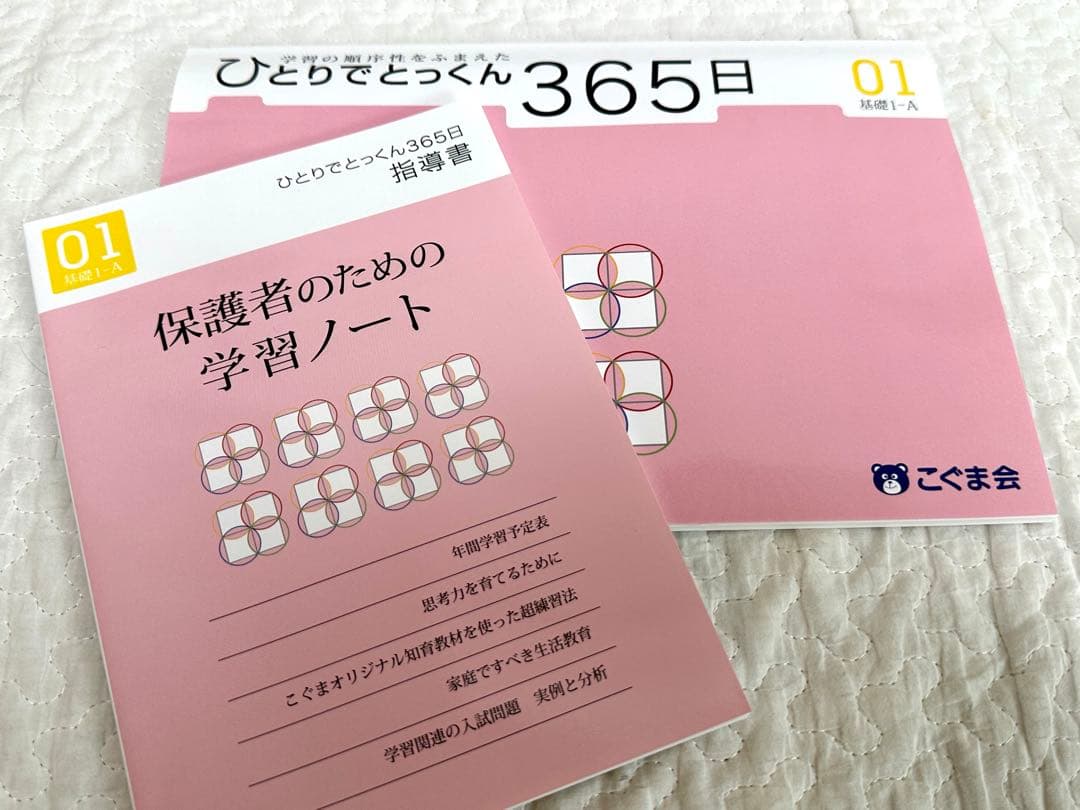 学習の順序性をふまえた
ひとりでとっくん365日
01
基礎1-A
こぐま会
ひとりでとっくん365日
指導書
01
基礎1-A
保護者のための
学習ノート
年間学習予定表
思考力を育てるために
こぐまオリジナル知育教材を使った超練習法
家庭ですべき生活教育
学習関連の入試問題 実例と分析